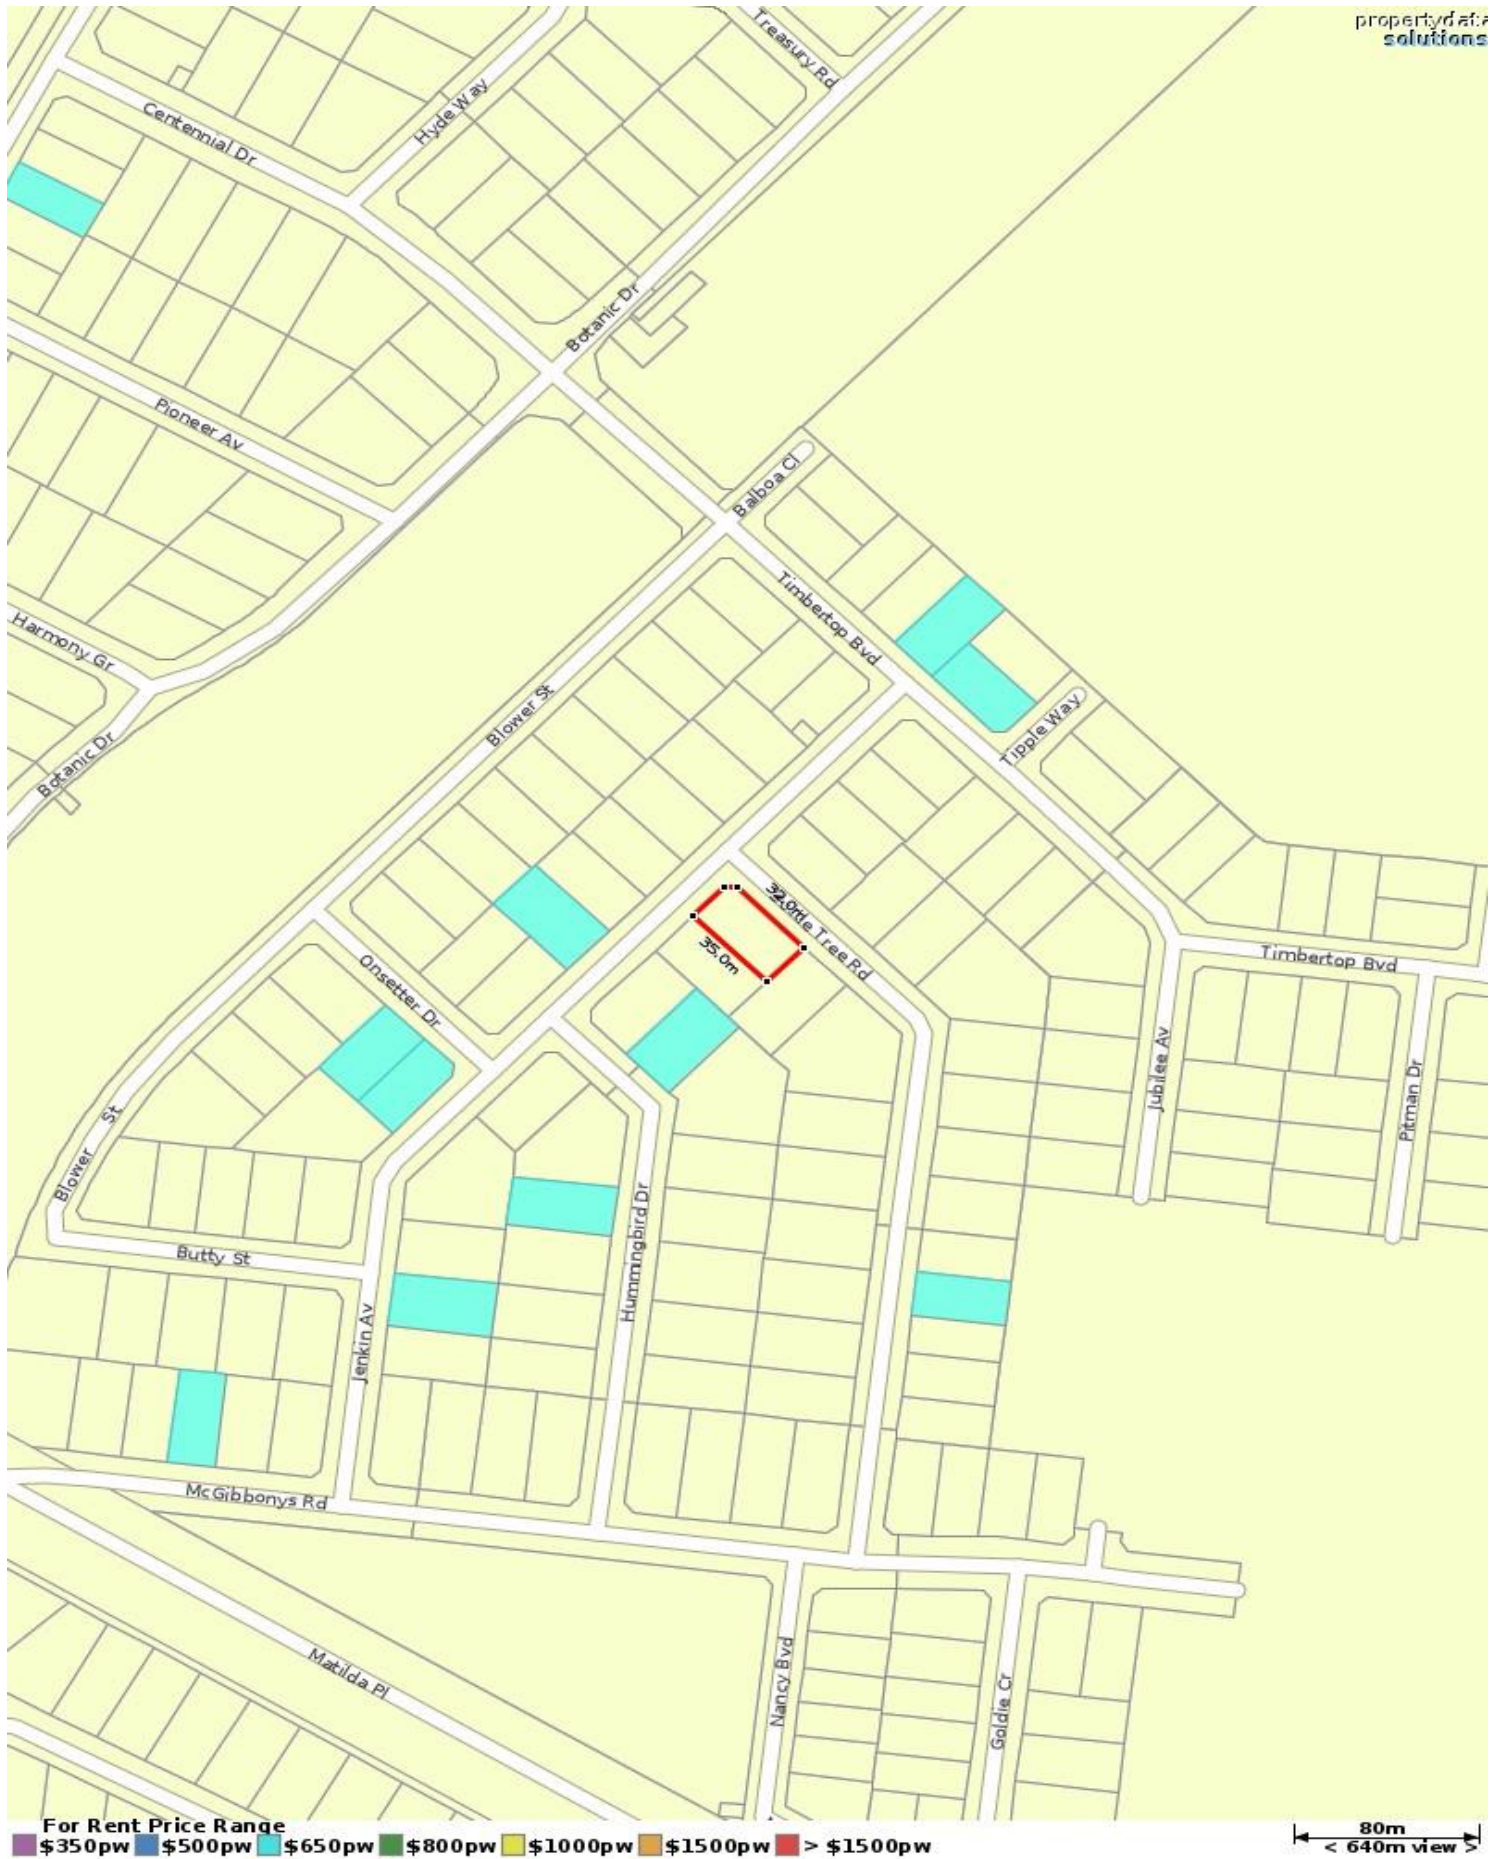 propertydata
solutions
Treasury Rd
Hyde Way
Centennial Dr
Botanic Dr
Pioneer Av
Balboa Cl
Timbertop Bvd
Harmony Gr
Blower St
Tipple Way
Botanic Dr
32.0m
Tree Rd
35.0m
Timbertop Bvd
Onsetter Dr
Jubilee Av
Pitman Dr
Blower St
Hummingbird Dr
Butty St
Jenkin Av
McGibbonys Rd
Matilda Pl
Nancy Bvd
Goldie Cr
For Rent Price Range
$350pw $500pw $650pw $800pw $1000pw $1500pw > $1500pw
80m
< 640m view >